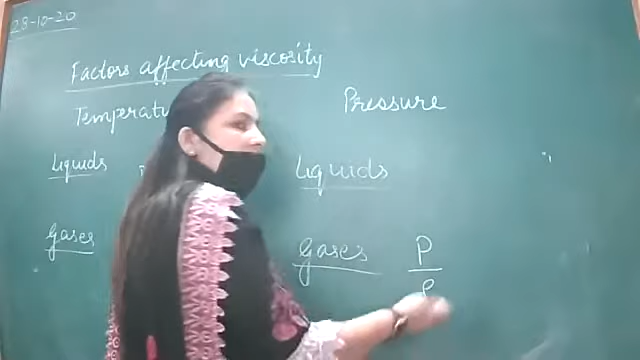 28-10-20
Factors affecting viscosity
Pressure
Liquids
Liquids
Gases
Gases P